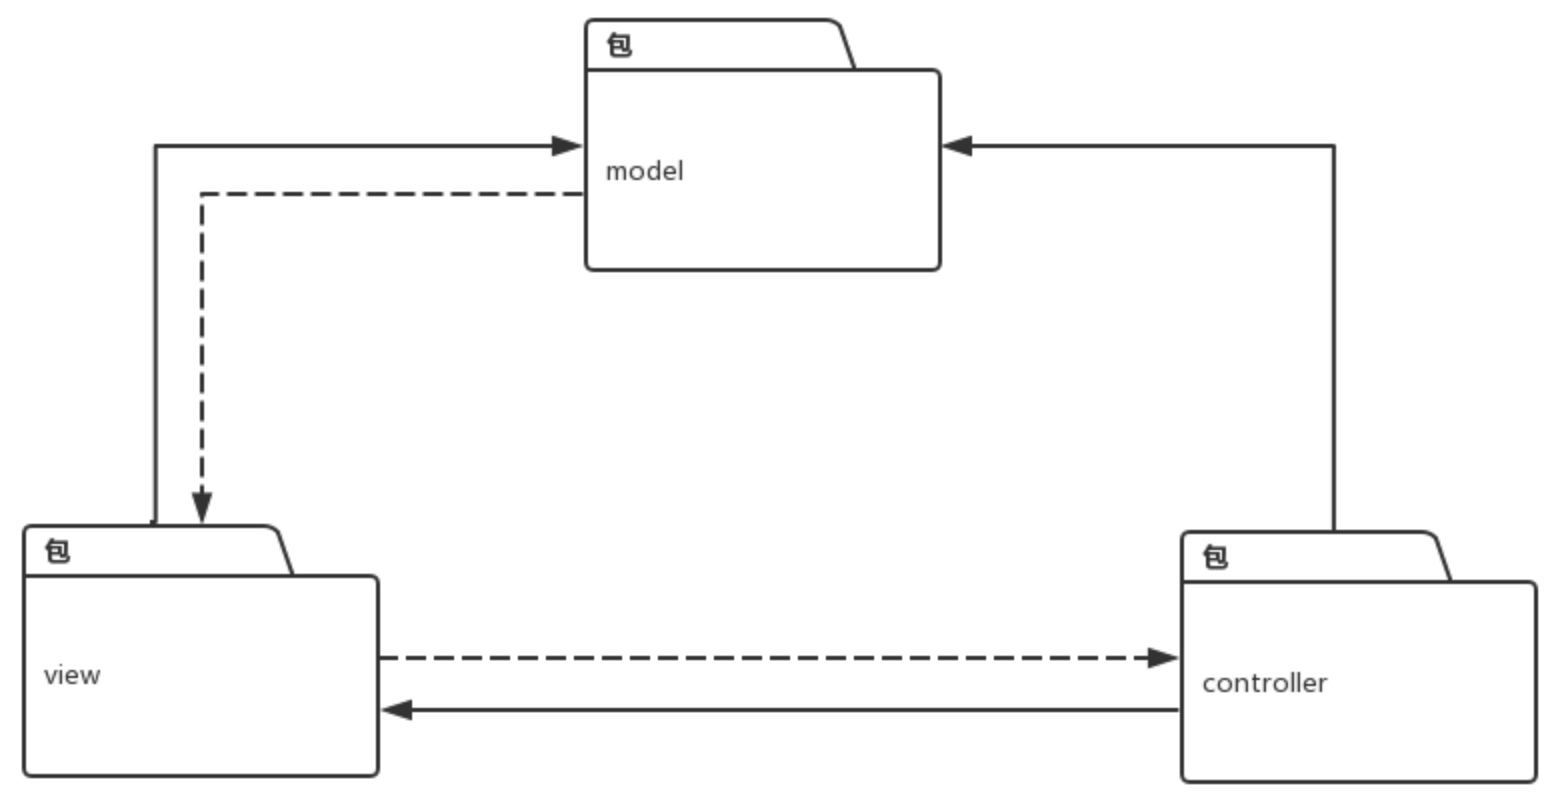 包
model
包
view
包
controller